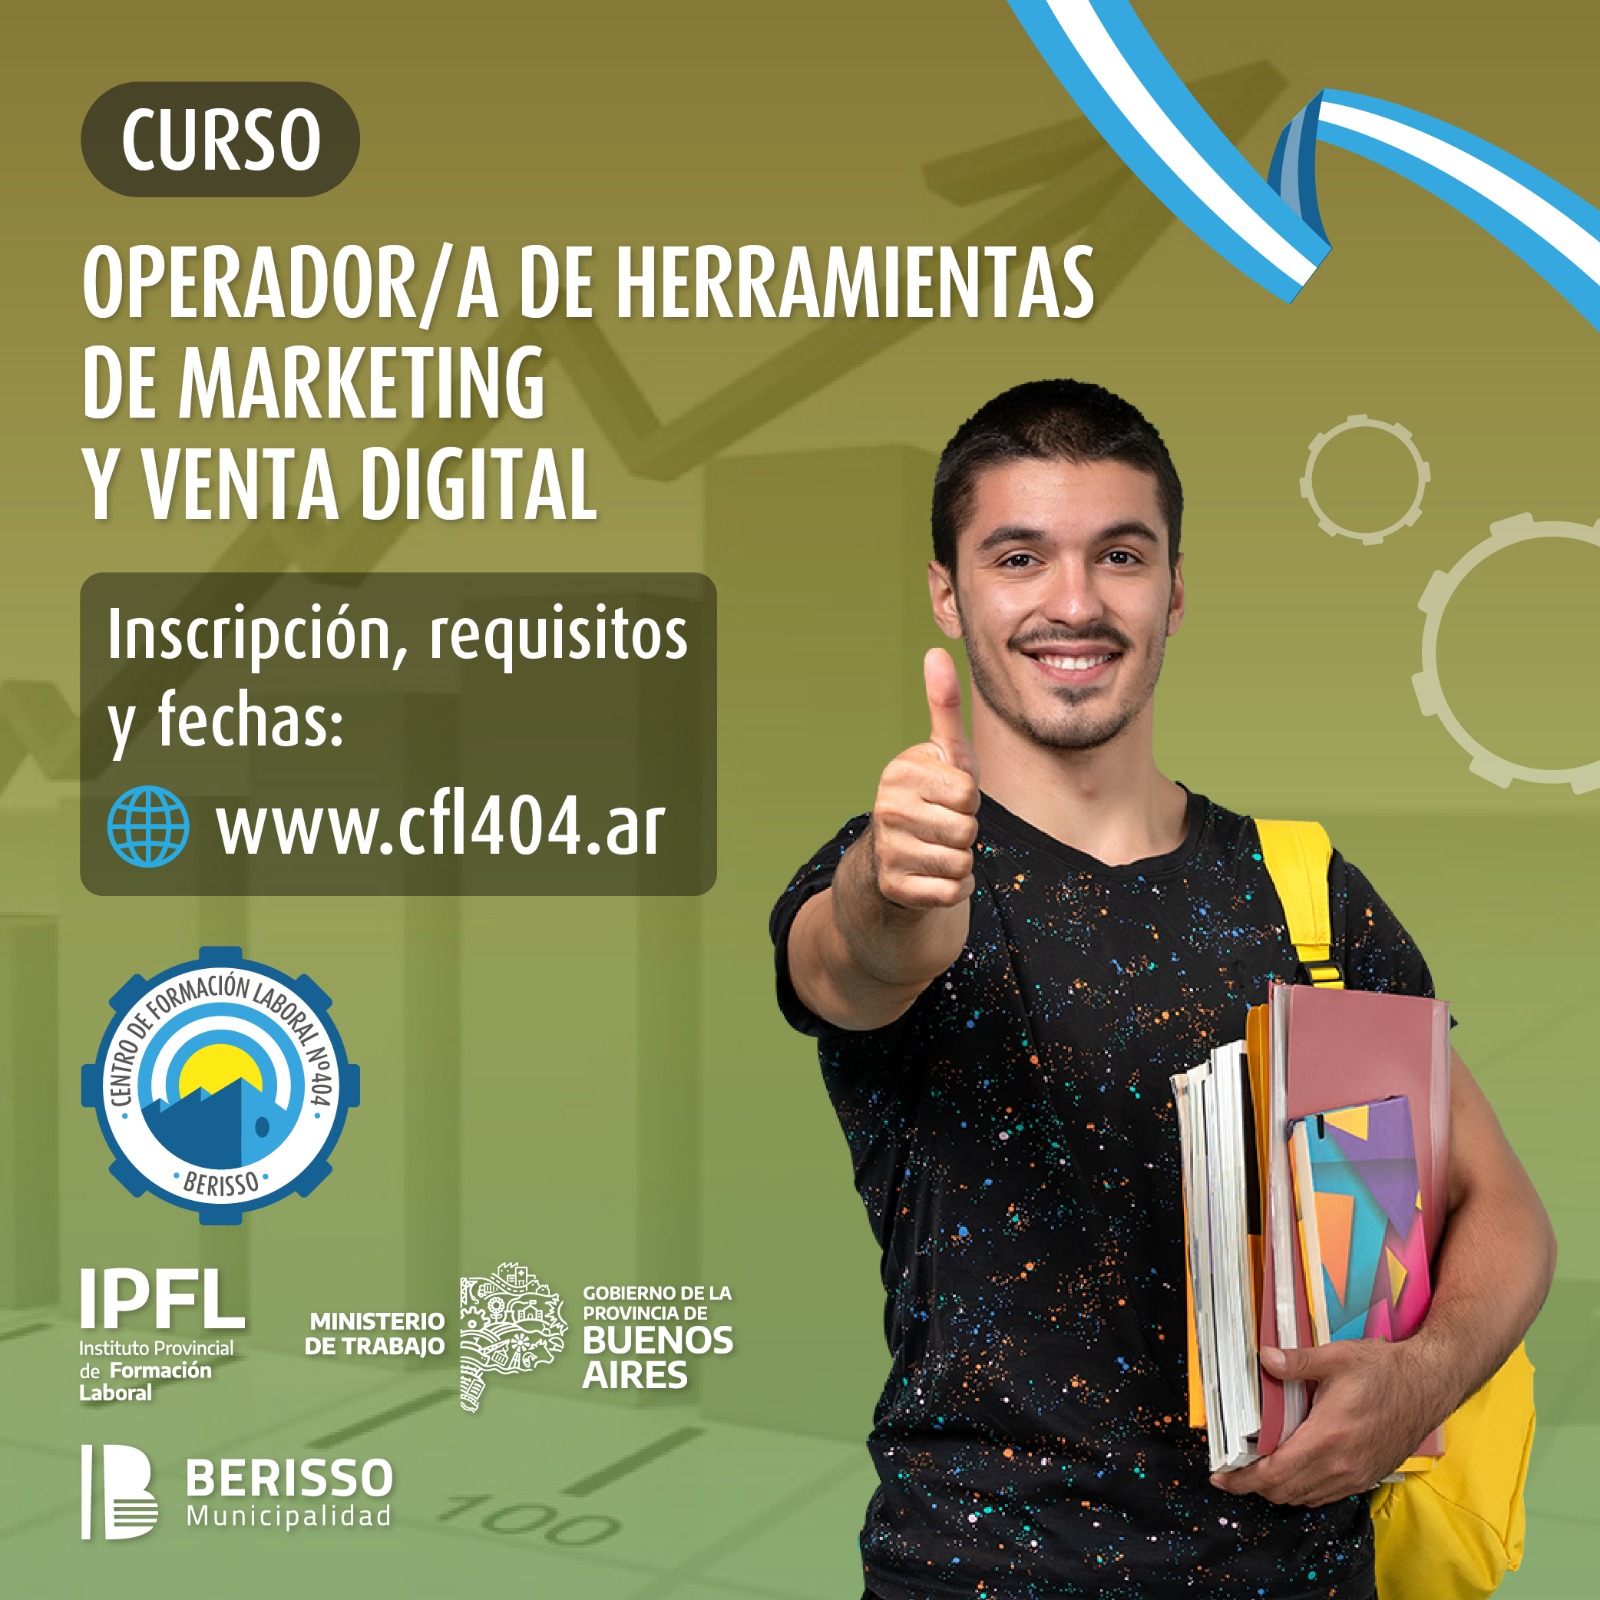 CURSO
OPERADOR/A DE HERRAMIENTAS
DE MARKETING
Y VENTA DIGITAL
Inscripción, requisitos
y fechas:
www.cfl404.ar
CENTRO DE FORMACIÓN LABORAL Nº404
BERISSO
IPFL
Instituto Provincial
de Formación
Laboral
MINISTERIO
DE TRABAJO
GOBIERNO DE LA
PROVINCIA DE
BUENOS
AIRES
BERISSO
Municipalidad
100